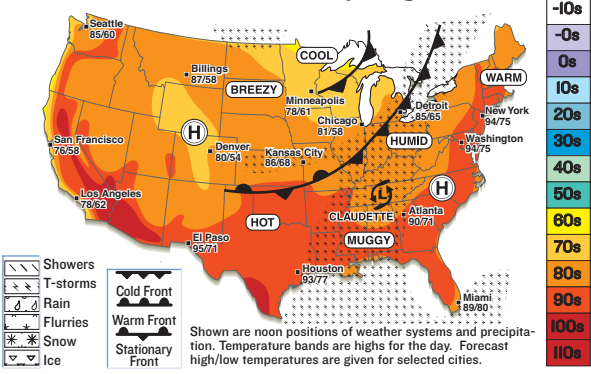 Seattle
85/60
Billings
87/58
COOL
BREEZY
Minneapolis
78/61
WARM
Detroit
85/65
New York
94/75
San Francisco
76/58
H
Denver
80/54
Chicago
81/58
Kansas City
86/68
HUMID
Washington
94/75
Los Angeles
78/62
HOT
L
CLAUDETTE
H
Atlanta
90/71
El Paso
95/71
MUGGY
Houston
93/77
Miami
89/80
Showers
T-storms
Rain
Flurries
Snow
Ice
Cold Front
Warm Front
Stationary
Front
Shown are noon positions of weather systems and precipita-
tion. Temperature bands are highs for the day. Forecast
high/low temperatures are given for selected cities.
-10s
-0s
0s
10s
20s
30s
40s
50s
60s
70s
80s
90s
100s
110s